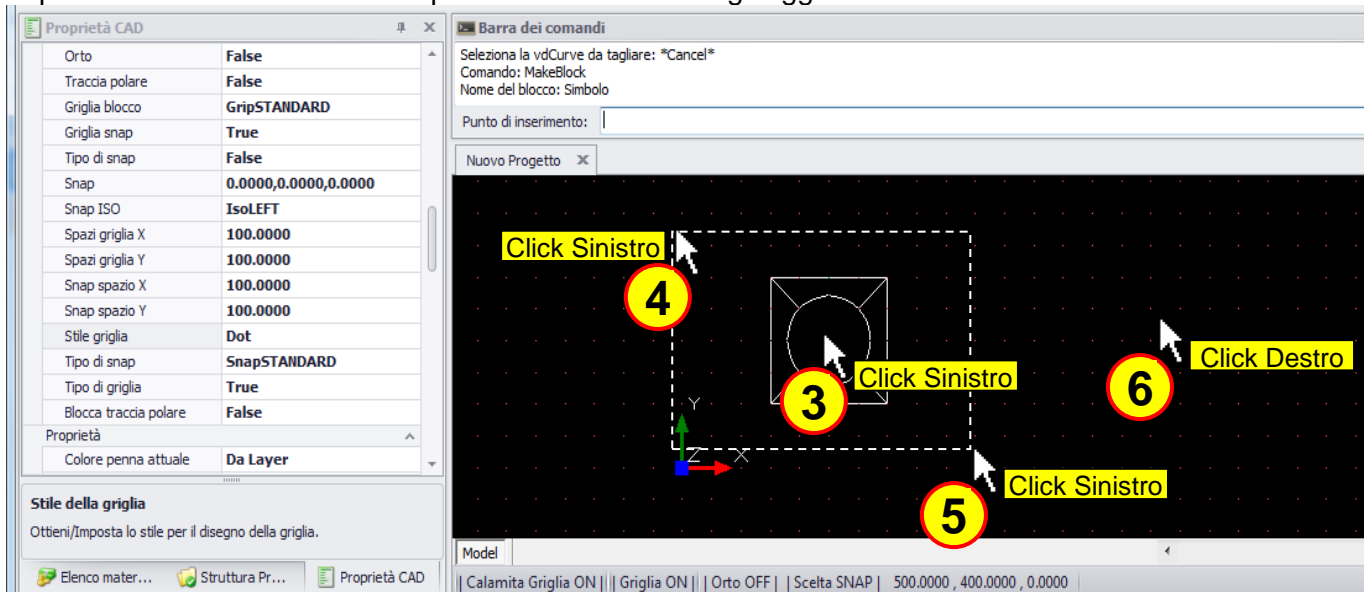 Proprietà CAD
Orto False
Traccia polare False
Griglia blocco GripSTANDARD
Griglia snap True
Tipo di snap False
Snap 0.0000,0.0000,0.0000
Snap ISO IsoLEFT
Spazi griglia X 100.0000
Spazi griglia Y 100.0000
Snap spazio X 100.0000
Snap spazio Y 100.0000
Stile griglia Dot
Tipo di snap SnapSTANDARD
Tipo di griglia True
Blocca traccia polare False
Proprietà
Colore penna attuale Da Layer
Stile della griglia
Ottieni/Imposta lo stile per il disegno della griglia.
Elenco mater... Struttura Pr... Proprietà CAD
Barra dei comandi
Seleziona la vdCurve da tagliare: *Cancel*
Comando: MakeBlock
Nome del blocco: Simbolo
Punto di inserimento:
Nuovo Progetto
Click Sinistro
4
Click Destro
6
Click Sinistro
3
Y
Z X
Click Sinistro
5
Model
| Calamita Griglia ON | | Griglia ON | | Orto OFF | | Scelta SNAP | 500.0000 , 400.0000 , 0.0000